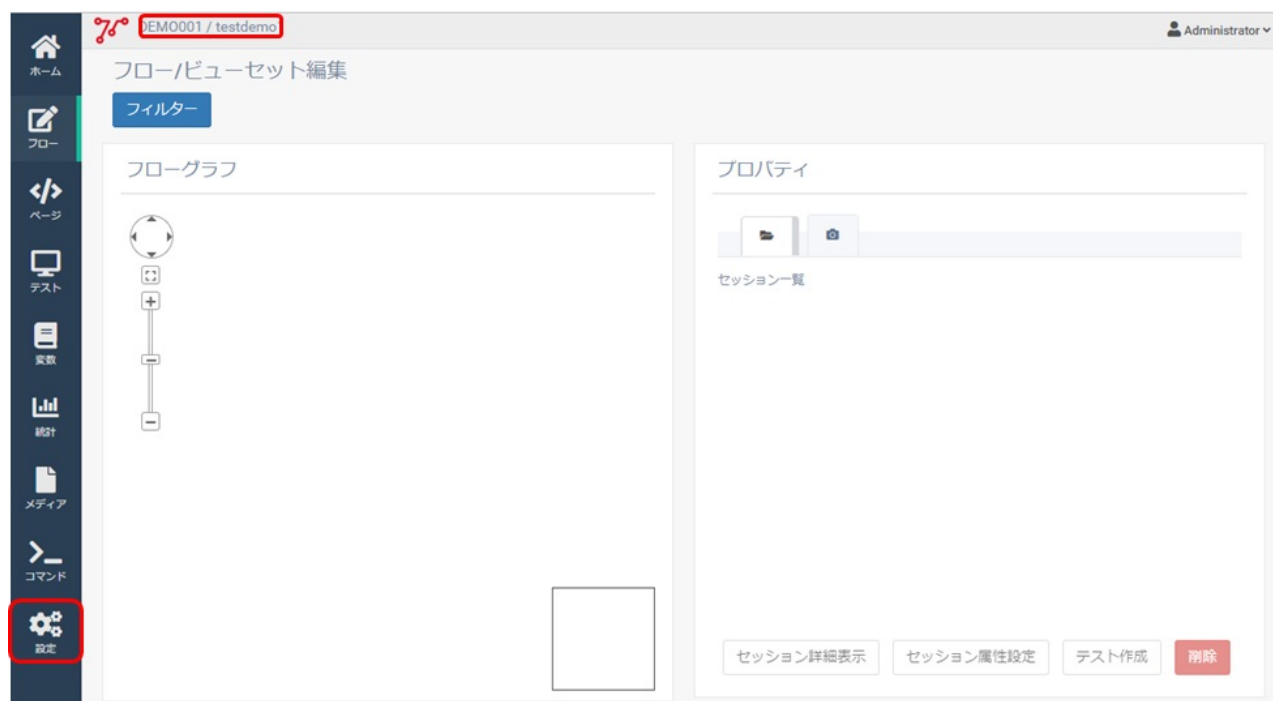 DEMO001 / testdemo
Administrator
ホーム
フロー
ページ
テスト
変数
統計
メディア
コマンド
設定
フロー/ビューセット編集
フィルター
フローグラフ
プロパティ
セッション一覧
セッション詳細表示
セッション属性設定
テスト作成
削除